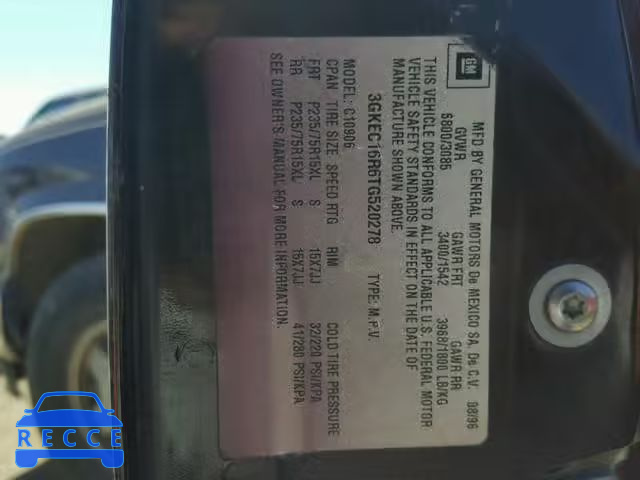 GM
MFD BY GENERAL MOTORS De MEXICO SA. De C.V. 08/96
GVWR GAWR FRT GAWR RR
6800/3085 3400/1542 3968/1800 LB/KG
THIS VEHICLE CONFORMS TO ALL APPLICABLE U.S. FEDERAL MOTOR
VEHICLE SAFETY STANDARDS IN EFFECT ON THE DATE OF
MANUFACTURE SHOWN ABOVE.
3GKEC16R6TG520278 TYPE: M.P.V.
MODEL: C10906
CPAN TIRE SIZE SPEED RTG RIM COLD TIRE PRESSURE
FRT P235/75R15XL S 15X7JJ 32/220 PSI/KPA
RR P235/75R15XL S 15X7JJ 41/280 PSI/KPA
SEE OWNER'S MANUAL FOR MORE INFORMATION.
RECCE